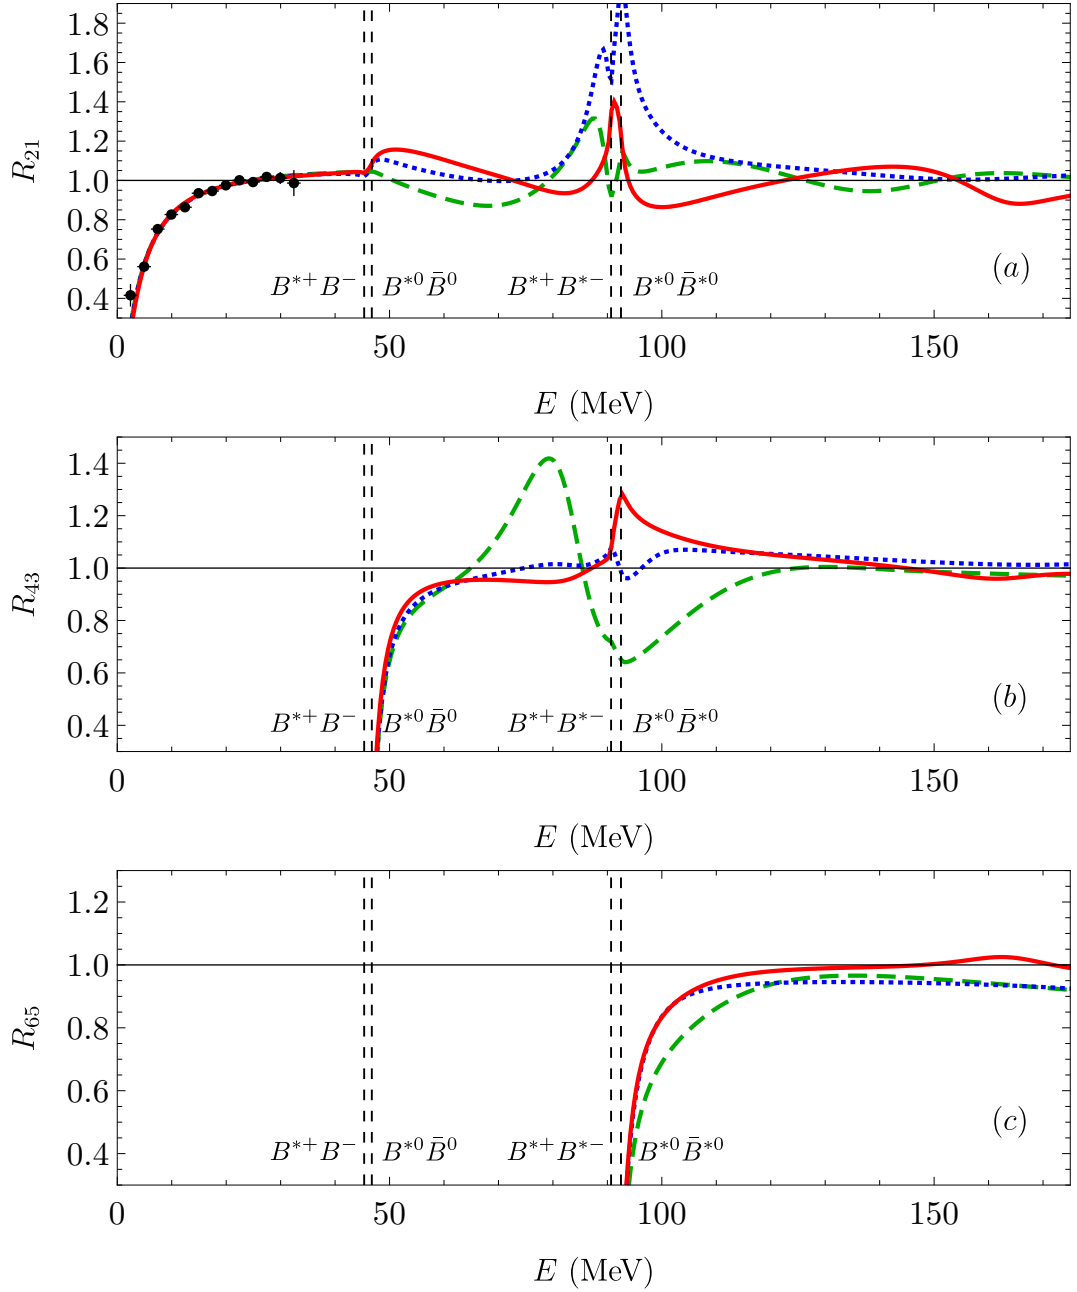 1.8
1.6
1.4
1.2
1.0
0.8
0.6
0.4
R₂₁
B*⁺B⁻ B*⁰B̄⁰ B*⁺B*⁻ B*⁰B̄*⁰
(a)
0 50 100 150
E (MeV)
1.4
1.2
1.0
0.8
0.6
0.4
R₄₃
B*⁺B⁻ B*⁰B̄⁰ B*⁺B*⁻ B*⁰B̄*⁰
(b)
0 50 100 150
E (MeV)
1.2
1.0
0.8
0.6
0.4
R₆₅
B*⁺B⁻ B*⁰B̄⁰ B*⁺B*⁻ B*⁰B̄*⁰
(c)
0 50 100 150
E (MeV)